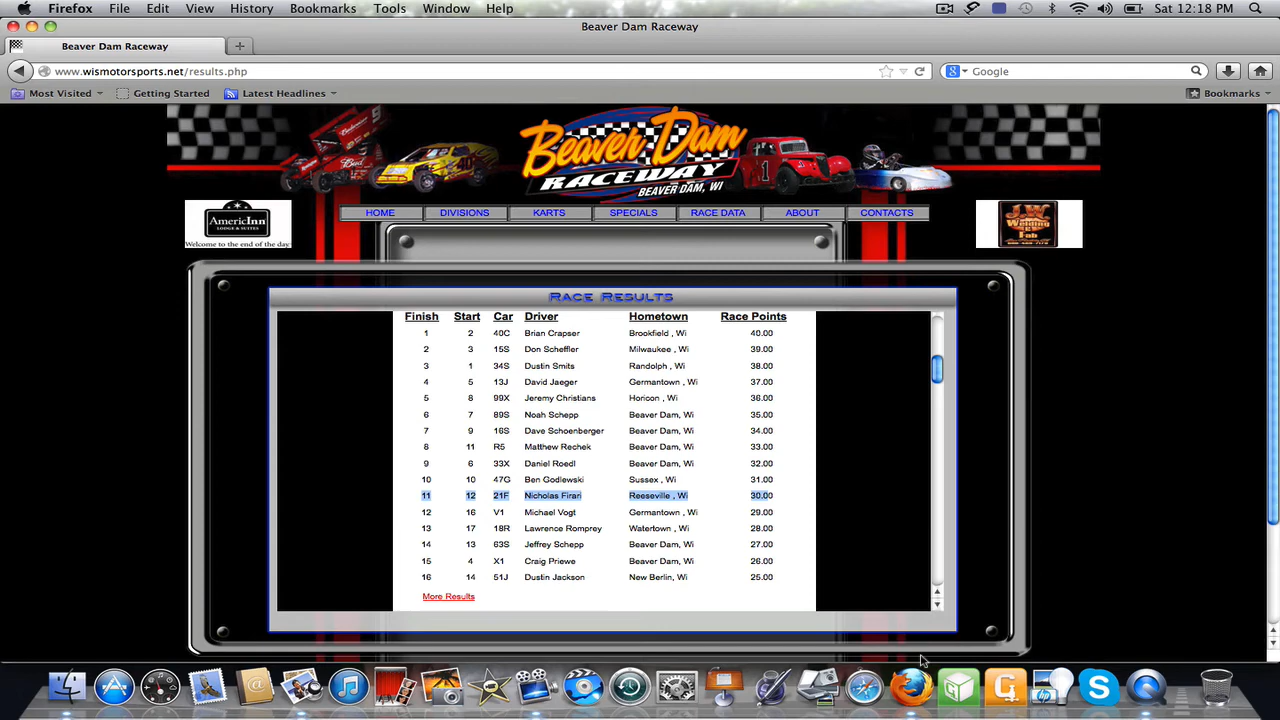 Firefox File Edit View History Bookmarks Tools Window Help Sat 12:18 PM
Beaver Dam Raceway
Beaver Dam Raceway
www.wismotorsports.net/results.php Google
Most Visited Getting Started Latest Headlines Bookmarks
Beaver Dam
RACEWAY
BEAVER DAM, WI
AmericInn
LODGE & SUITES
Welcome to the end of the day
HOME DIVISIONS KARTS SPECIALS RACE DATA ABOUT CONTACTS
J.W.
Welding
&
Fab
Race Results
Finish Start Car Driver Hometown Race Points
1 2 40C Brian Crapser Brookfield , Wi 40.00
2 3 15S Don Scheffler Milwaukee , Wi 39.00
3 1 34S Dustin Smits Randolph , Wi 38.00
4 5 13J David Jaeger Germantown , Wi 37.00
5 8 99X Jeremy Christians Horicon , Wi 36.00
6 7 89S Noah Schepp Beaver Dam, Wi 35.00
7 9 16S Dave Schoenberger Beaver Dam, Wi 34.00
8 11 R5 Matthew Rechek Beaver Dam, Wi 33.00
9 6 33X Daniel Roedl Beaver Dam, Wi 32.00
10 10 47G Ben Godlewski Sussex , Wi 31.00
11 12 21F Nicholas Firari Reeseville , Wi 30.00
12 16 V1 Michael Vogt Germantown , Wi 29.00
13 17 18R Lawrence Romprey Watertown , Wi 28.00
14 13 63S Jeffrey Schepp Beaver Dam, Wi 27.00
15 4 X1 Craig Priewe Beaver Dam, Wi 26.00
16 14 51J Dustin Jackson New Berlin, Wi 25.00
More Results